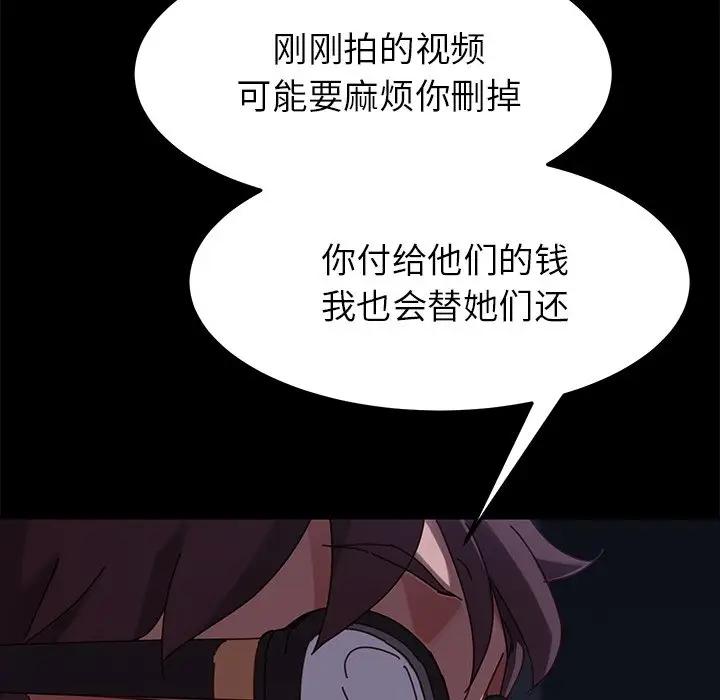 刚刚拍的视频
可能要麻烦你刪掉
你付给他们的钱
我也会替她们还